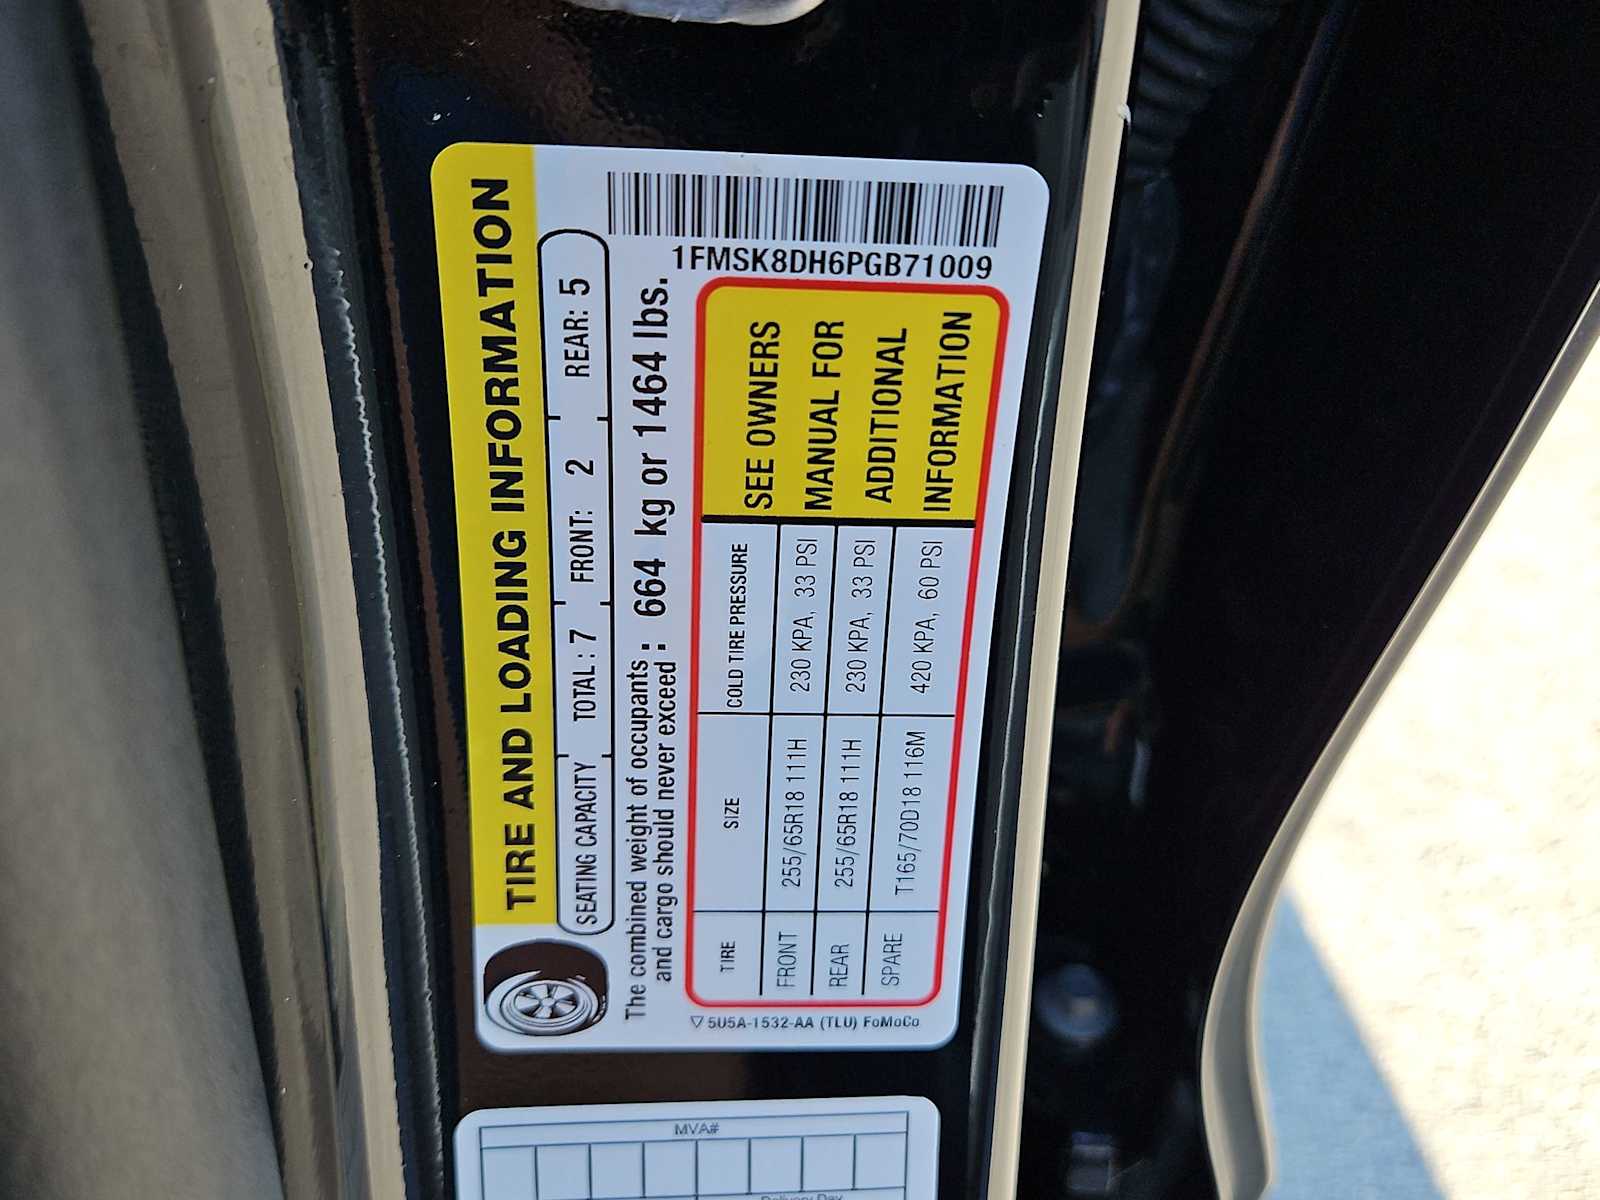 TIRE AND LOADING INFORMATION
SEATING CAPACITY TOTAL : 7 FRONT: 2 REAR: 5
The combined weight of occupants and cargo should never exceed : 664 kg or 1464 lbs.
TIRE SIZE COLD TIRE PRESSURE
FRONT 255/65R18 111H 230 KPA, 33 PSI
REAR 255/65R18 111H 230 KPA, 33 PSI
SPARE T165/70D18 116M 420 KPA, 60 PSI
SEE OWNERS
MANUAL FOR
ADDITIONAL
INFORMATION
1FMSK8DH6PGB71009
▽ 5U5A-1532-AA (TLU) FoMoCo
MVA#
Delivery Day